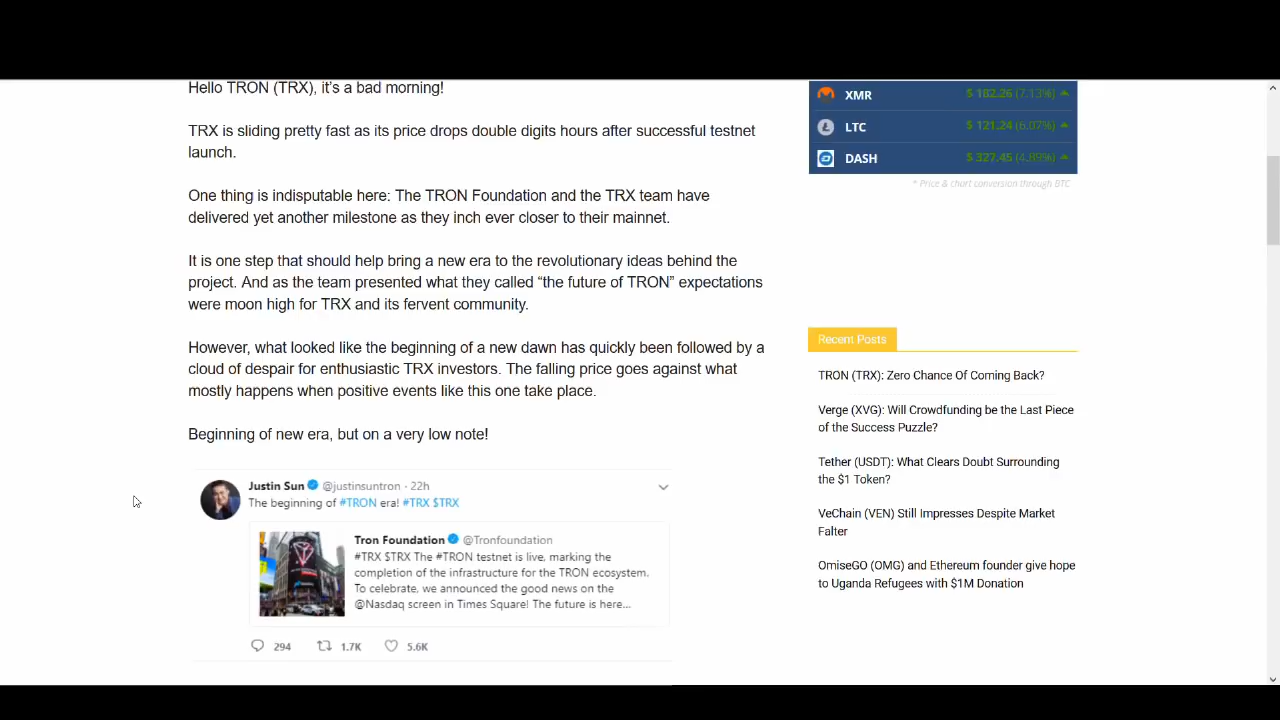 Hello TRON (TRX), it's a bad morning!
TRX is sliding pretty fast as its price drops double digits hours after successful testnet
launch.
One thing is indisputable here: The TRON Foundation and the TRX team have
delivered yet another milestone as they inch ever closer to their mainnet.
It is one step that should help bring a new era to the revolutionary ideas behind the
project. And as the team presented what they called “the future of TRON” expectations
were moon high for TRX and its fervent community.
However, what looked like the beginning of a new dawn has quickly been followed by a
cloud of despair for enthusiastic TRX investors. The falling price goes against what
mostly happens when positive events like this one take place.
Beginning of new era, but on a very low note!
Justin Sun @justinsuntron · 22h
The beginning of #TRON era! #TRX $TRX
Tron Foundation @Tronfoundation
#TRX $TRX The #TRON testnet is live, marking the
completion of the infrastructure for the TRON ecosystem.
To celebrate, we announced the good news on the
@Nasdaq screen in Times Square! The future is here...
294 1.7K 5.6K
XMR $ 182.26 (7.13%)
LTC $ 121.24 (6.07%)
DASH $ 327.45 (4.89%)
* Price & chart conversion through BTC
Recent Posts
TRON (TRX): Zero Chance Of Coming Back?
Verge (XVG): Will Crowdfunding be the Last Piece
of the Success Puzzle?
Tether (USDT): What Clears Doubt Surrounding
the $1 Token?
VeChain (VEN) Still Impresses Despite Market
Falter
OmiseGO (OMG) and Ethereum founder give hope
to Uganda Refugees with $1M Donation